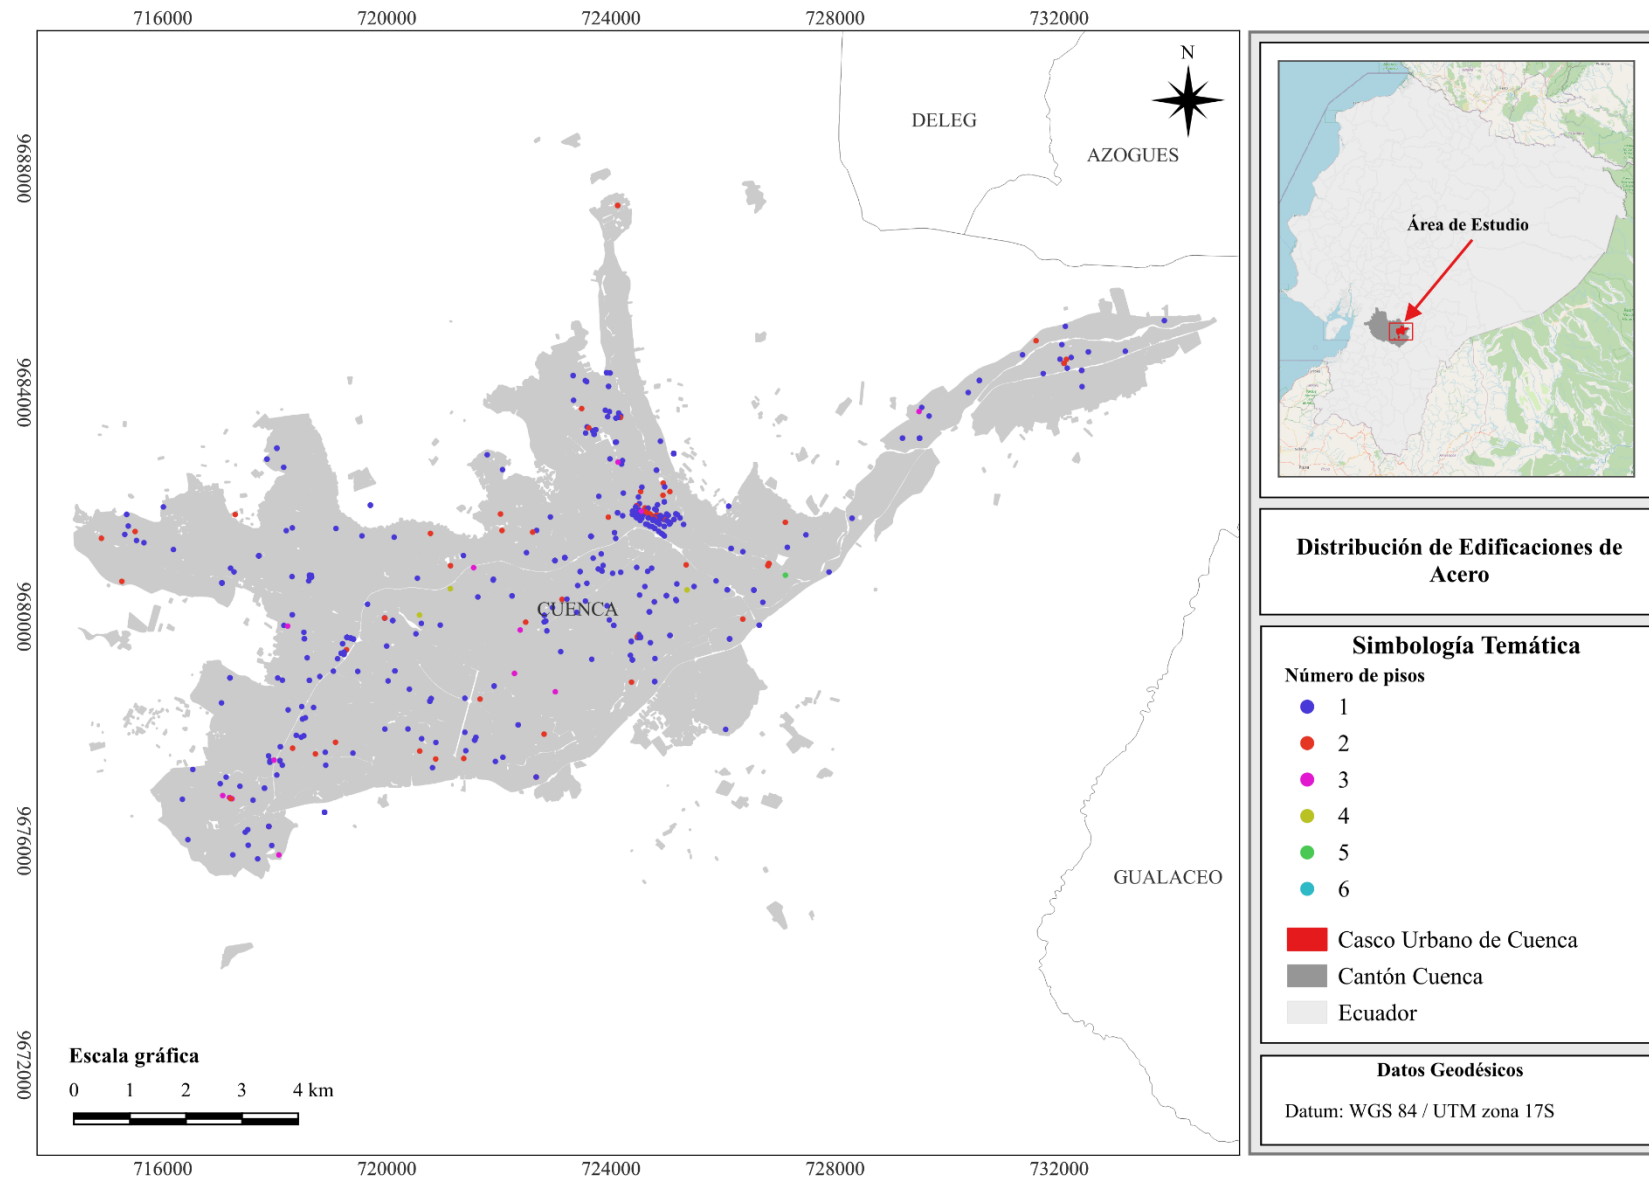 716000
720000
724000
728000
732000
N
DELEG
AZOGUES
9688000
9684000
9680000
9676000
9672000
CUENCA
GUALACEO
Escala gráfica
0 1 2 3 4 km
716000
720000
724000
728000
732000
Área de Estudio
Distribución de Edificaciones de
Acero
Simbología Temática
Número de pisos
1
2
3
4
5
6
Casco Urbano de Cuenca
Cantón Cuenca
Ecuador
Datos Geodésicos
Datum: WGS 84 / UTM zona 17S